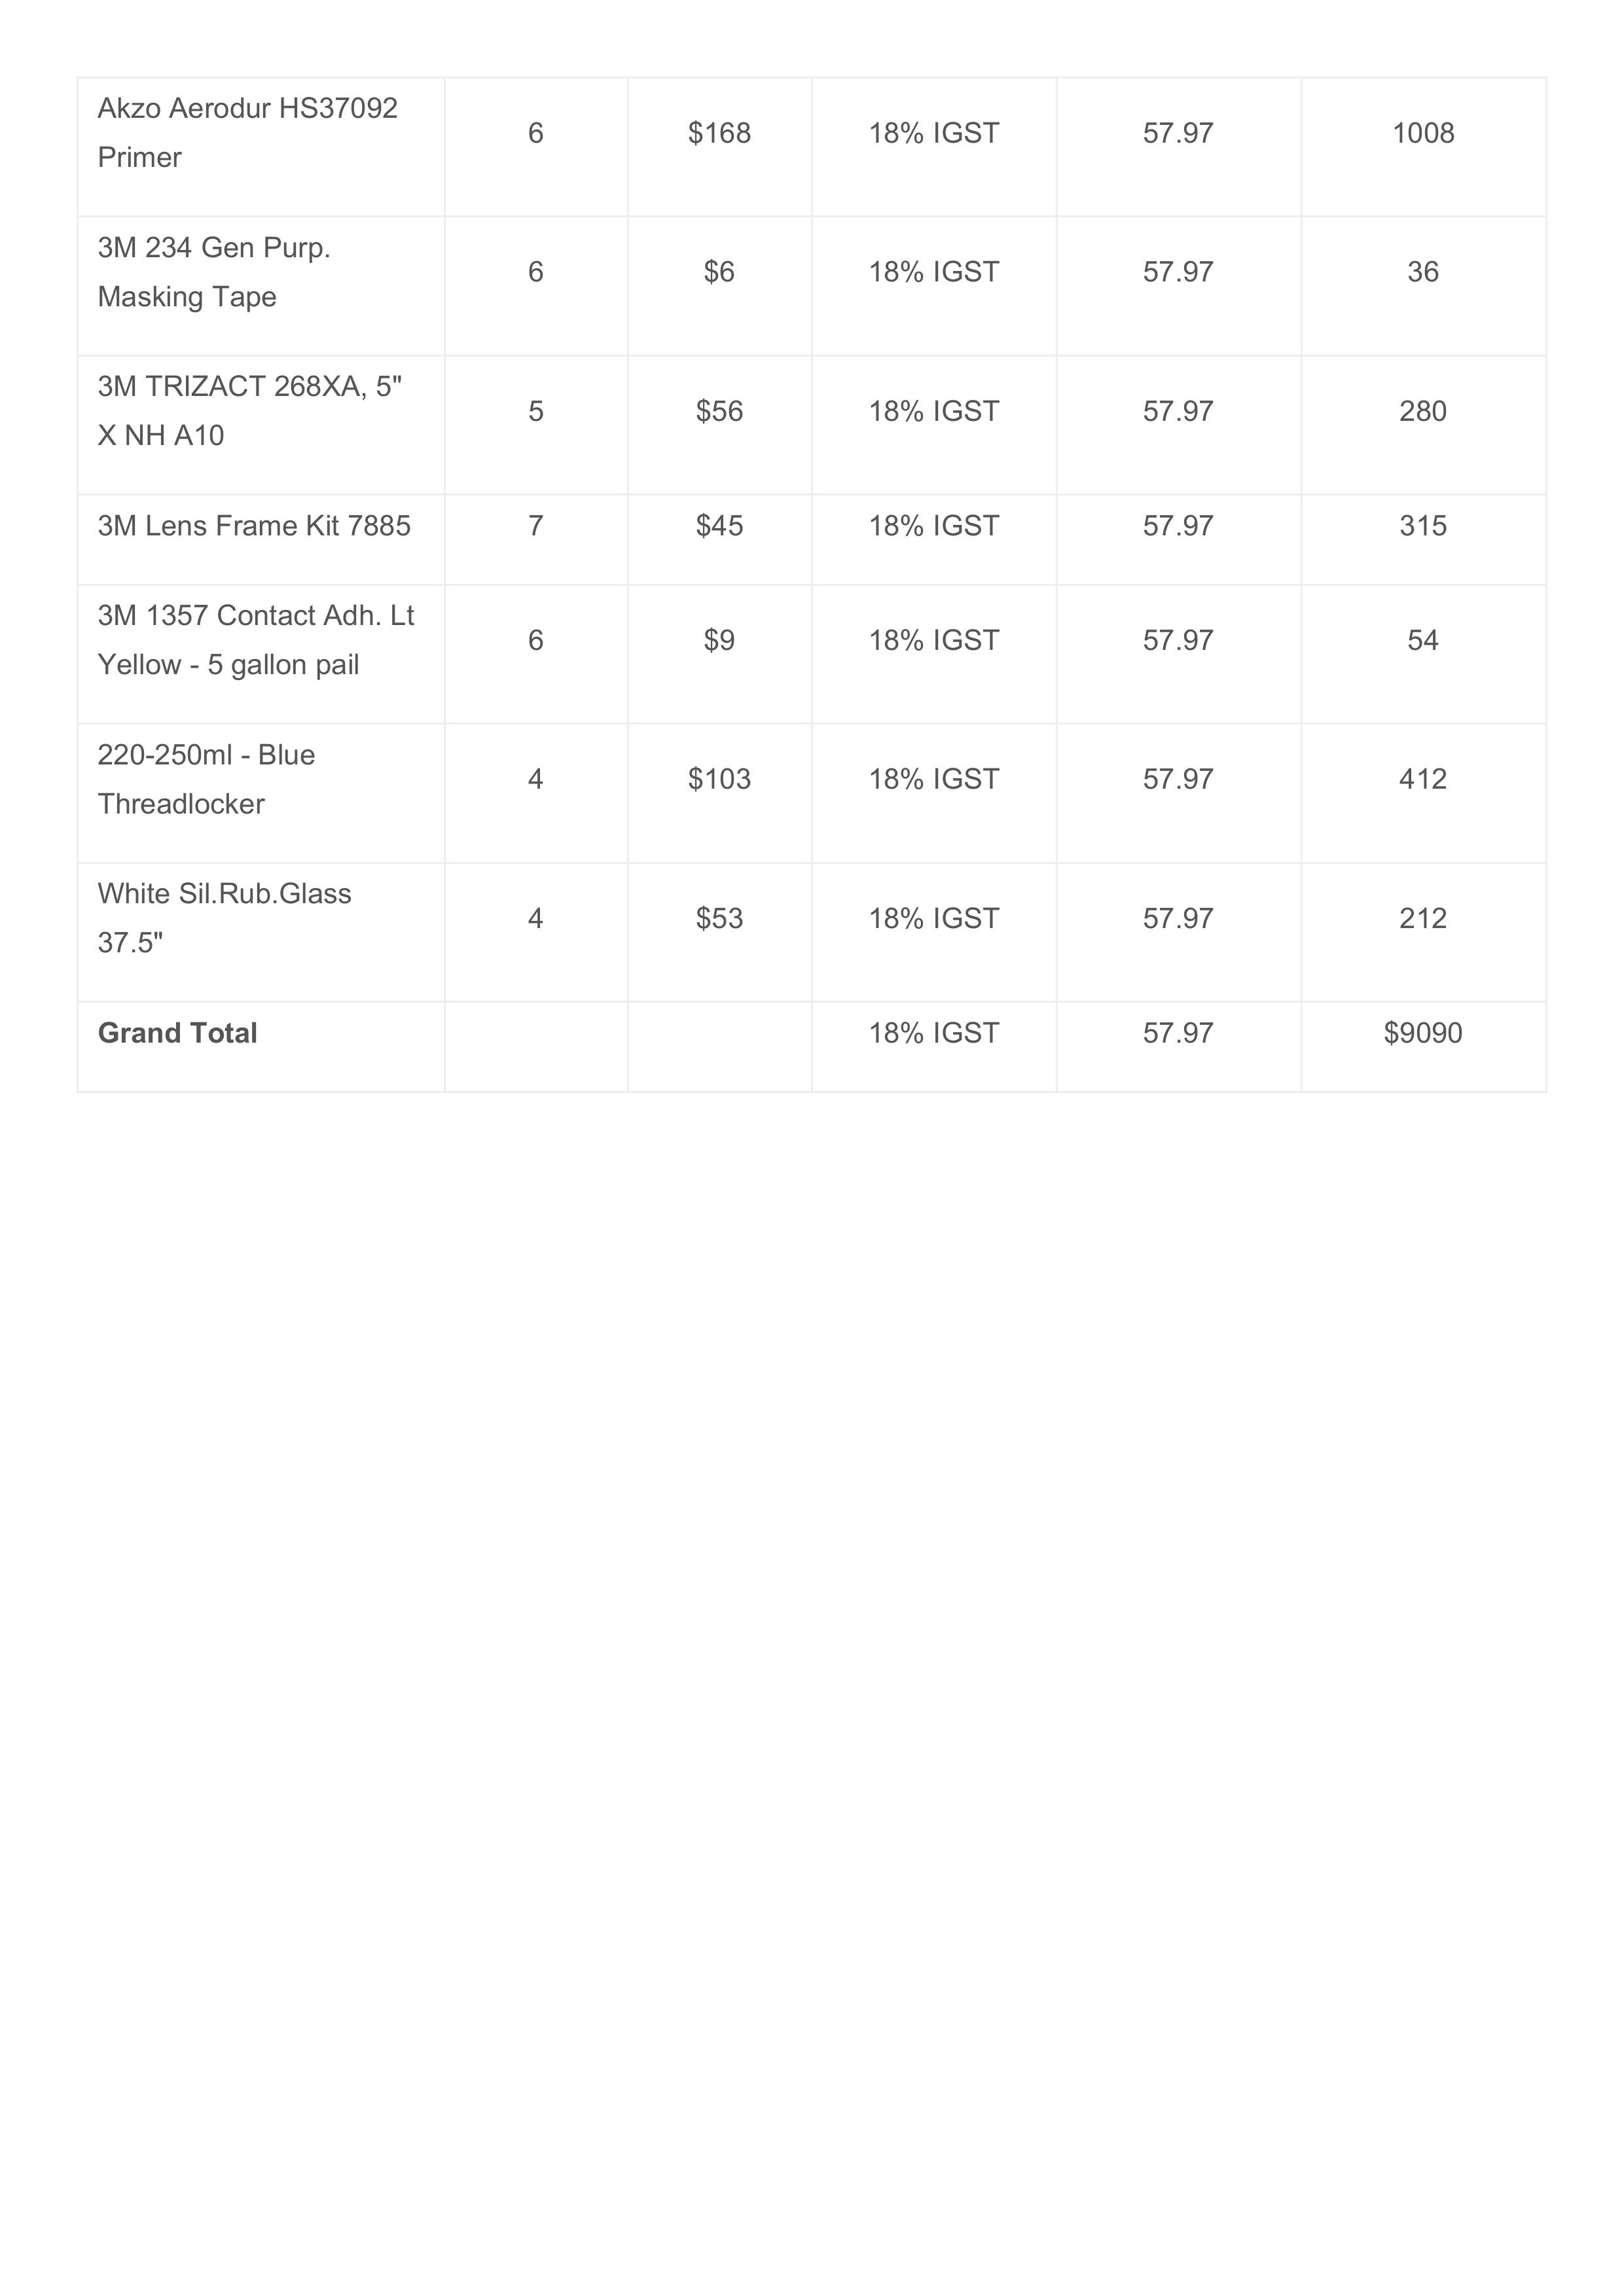 Akzo Aerodur HS37092
Primer
6 $168 18% IGST 57.97 1008
3M 234 Gen Purp.
Masking Tape
6 $6 18% IGST 57.97 36
3M TRIZACT 268XA, 5"
X NH A10
5 $56 18% IGST 57.97 280
3M Lens Frame Kit 7885 7 $45 18% IGST 57.97 315
3M 1357 Contact Adh. Lt
Yellow - 5 gallon pail
6 $9 18% IGST 57.97 54
220-250ml - Blue
Threadlocker
4 $103 18% IGST 57.97 412
White Sil.Rub.Glass
37.5"
4 $53 18% IGST 57.97 212
Grand Total 18% IGST 57.97 $9090